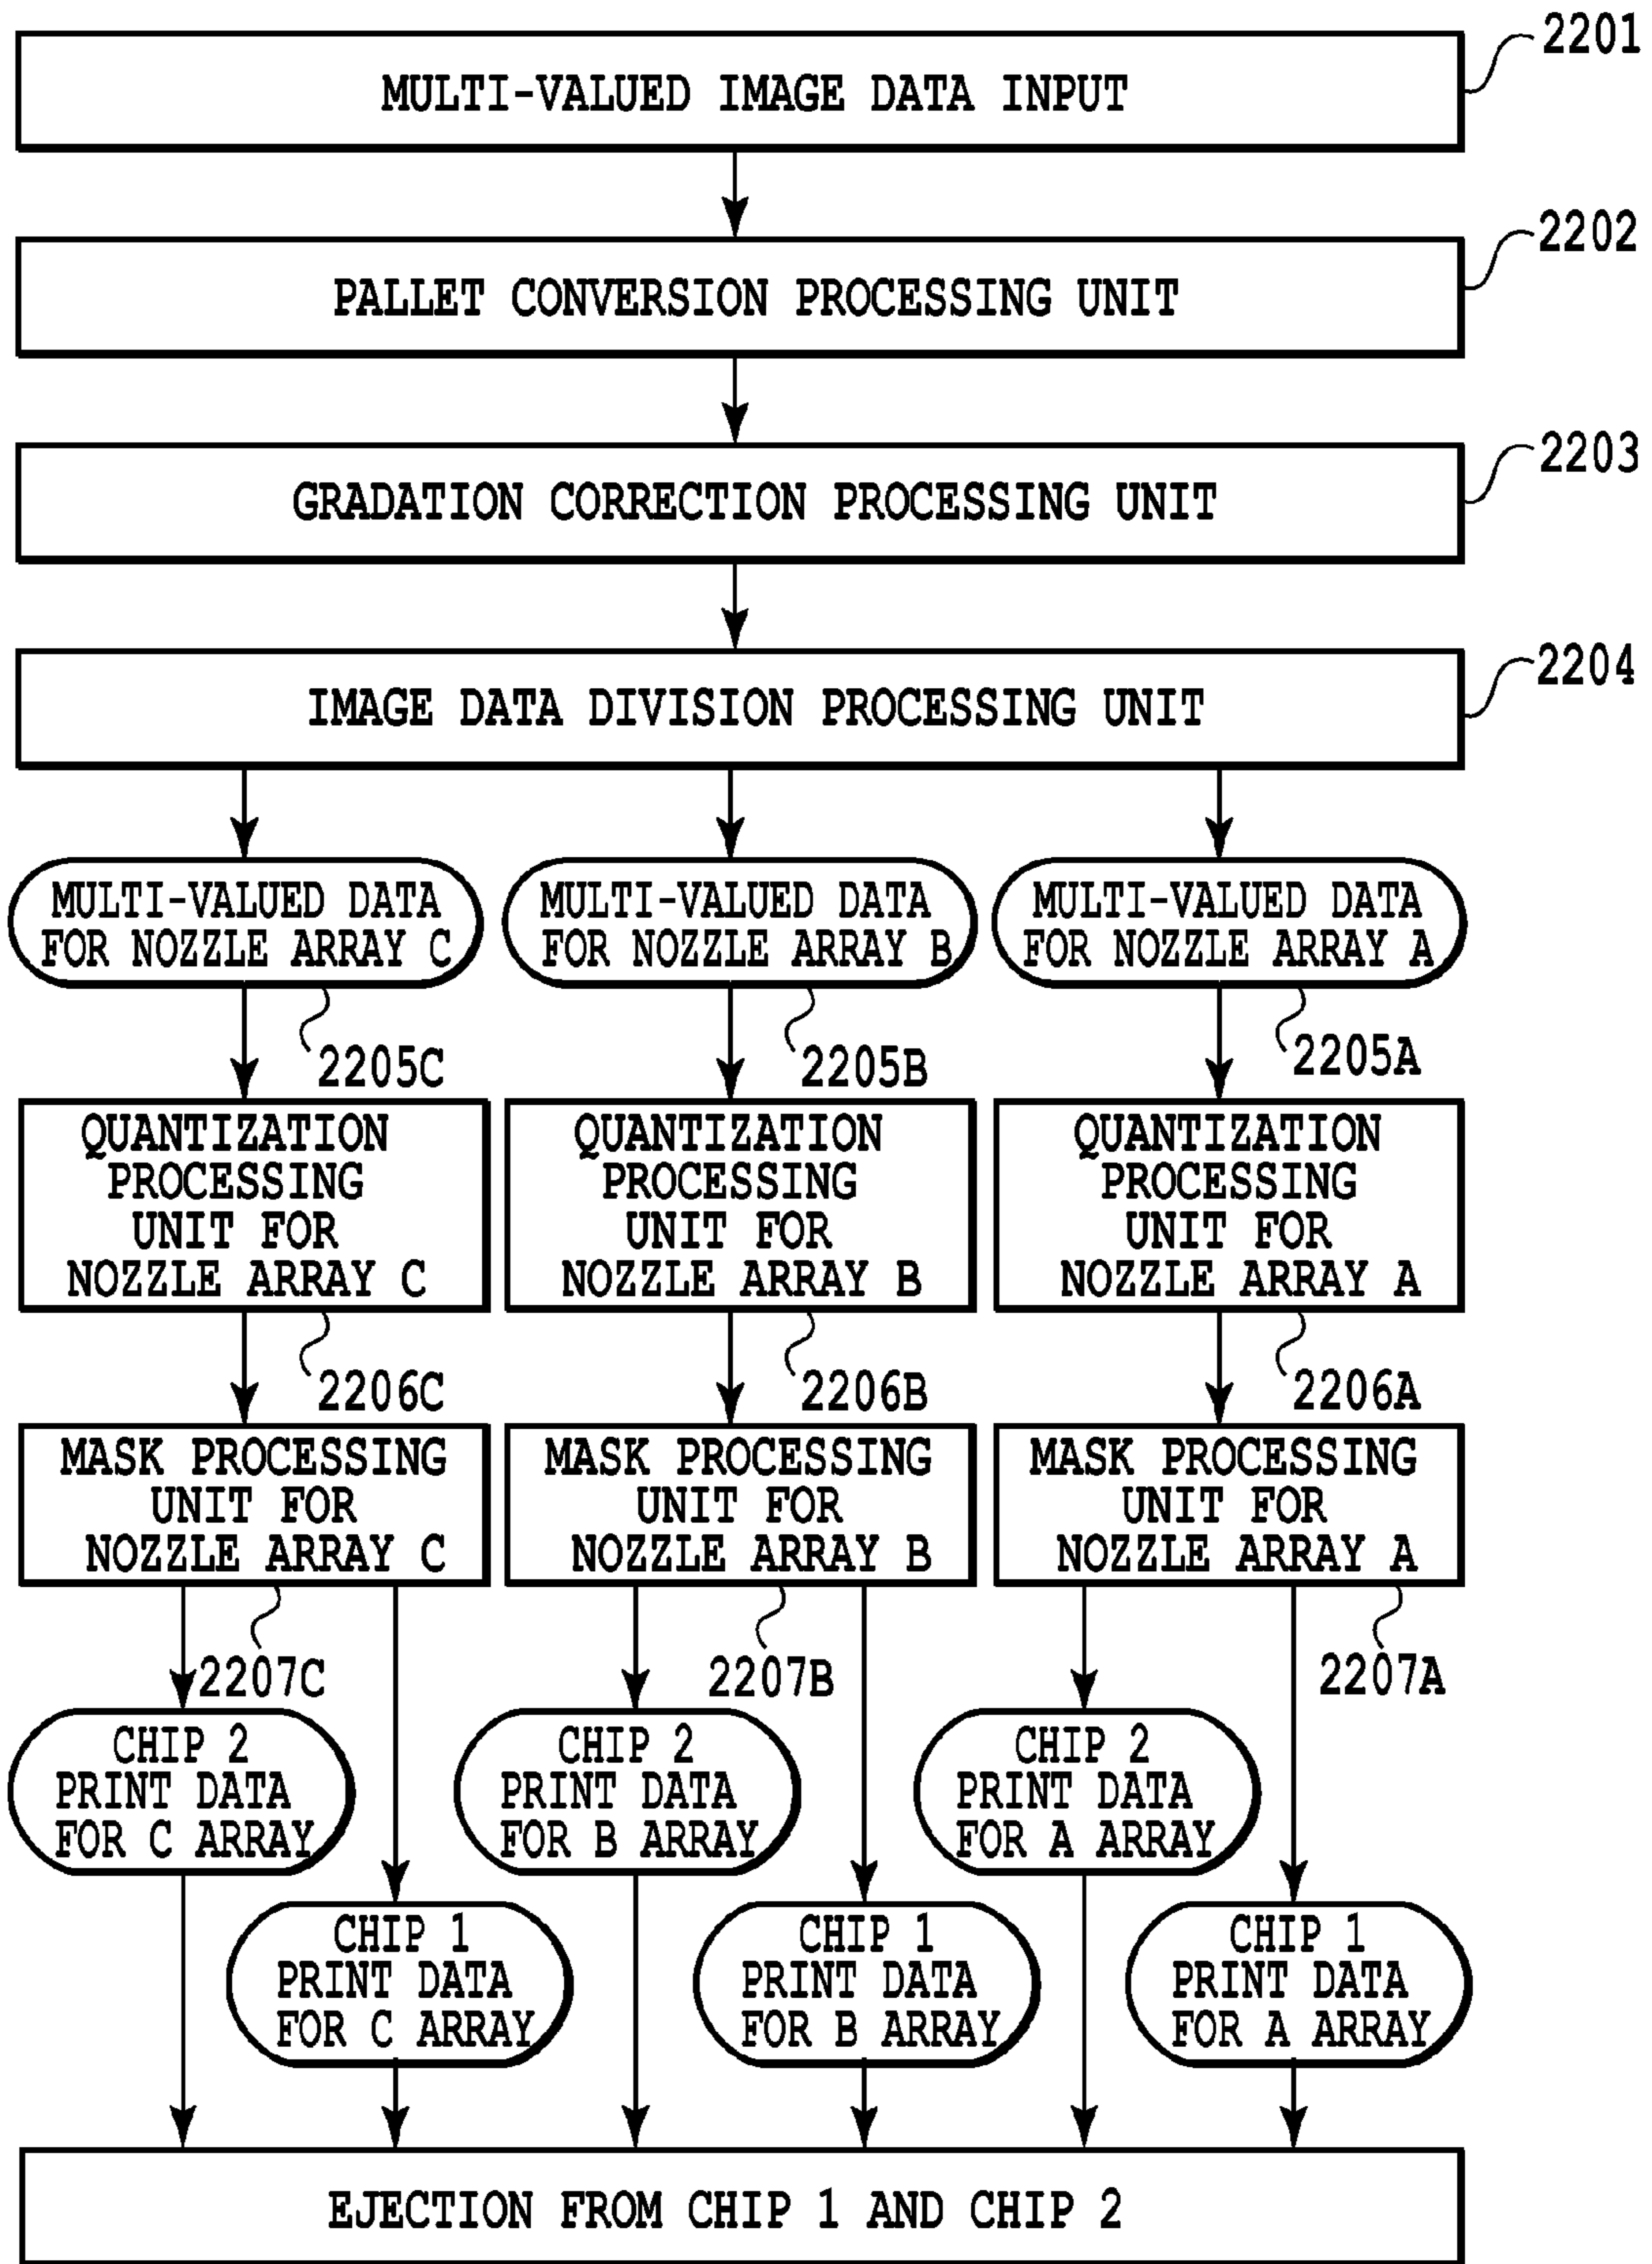 2201
MULTI-VALUED IMAGE DATA INPUT
2202
PALLET CONVERSION PROCESSING UNIT
2203
GRADATION CORRECTION PROCESSING UNIT
2204
IMAGE DATA DIVISION PROCESSING UNIT
MULTI-VALUED DATA
FOR NOZZLE ARRAY C
MULTI-VALUED DATA
FOR NOZZLE ARRAY B
MULTI-VALUED DATA
FOR NOZZLE ARRAY A
2205C
2205B
2205A
QUANTIZATION
PROCESSING
UNIT FOR
NOZZLE ARRAY C
QUANTIZATION
PROCESSING
UNIT FOR
NOZZLE ARRAY B
QUANTIZATION
PROCESSING
UNIT FOR
NOZZLE ARRAY A
2206C
2206B
2206A
MASK PROCESSING
UNIT FOR
NOZZLE ARRAY C
MASK PROCESSING
UNIT FOR
NOZZLE ARRAY B
MASK PROCESSING
UNIT FOR
NOZZLE ARRAY A
2207C
2207B
2207A
CHIP 2
PRINT DATA
FOR C ARRAY
CHIP 2
PRINT DATA
FOR B ARRAY
CHIP 2
PRINT DATA
FOR A ARRAY
CHIP 1
PRINT DATA
FOR C ARRAY
CHIP 1
PRINT DATA
FOR B ARRAY
CHIP 1
PRINT DATA
FOR A ARRAY
EJECTION FROM CHIP 1 AND CHIP 2